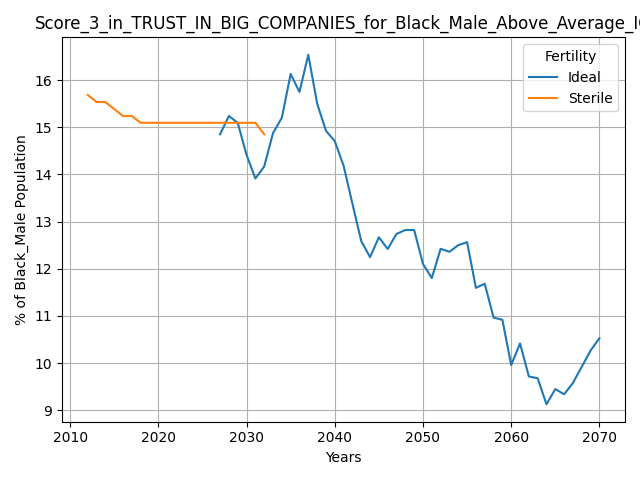 Score_3_in_TRUST_IN_BIG_COMPANIES_for_Black_Male_Above_Average_I
Fertility
Ideal
Sterile
% of Black_Male Population
16
15
14
13
12
11
10
9
2010 2020 2030 2040 2050 2060 2070
Years